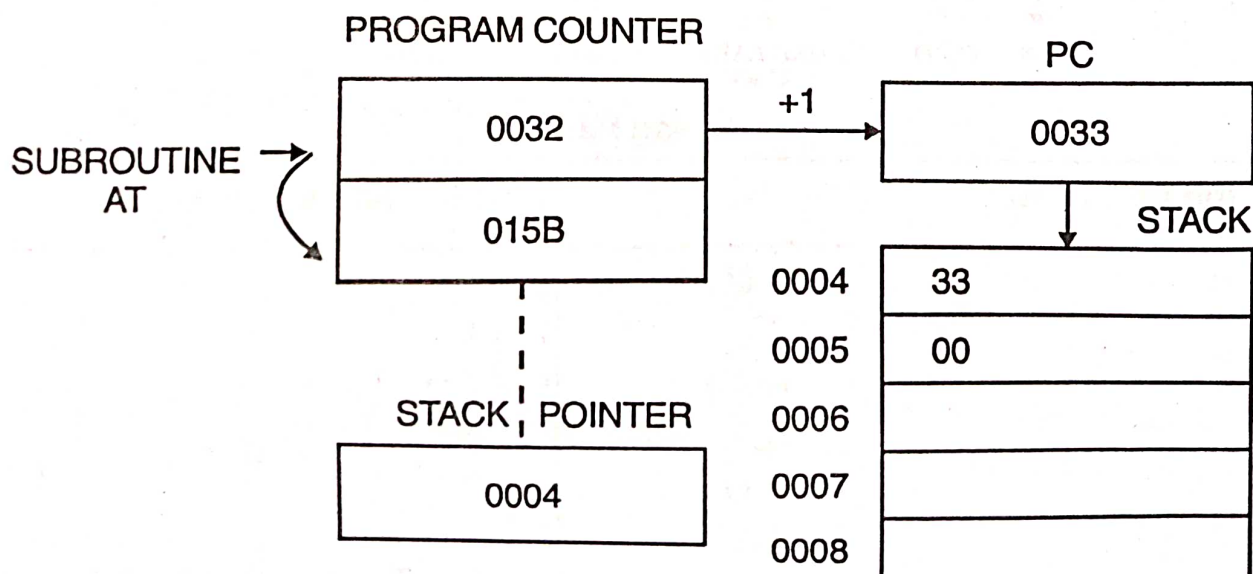 PROGRAM COUNTER
PC
0032
+1
0033
SUBROUTINE
AT
015B
STACK
0004
33
0005
00
STACK POINTER
0006
0004
0007
0008